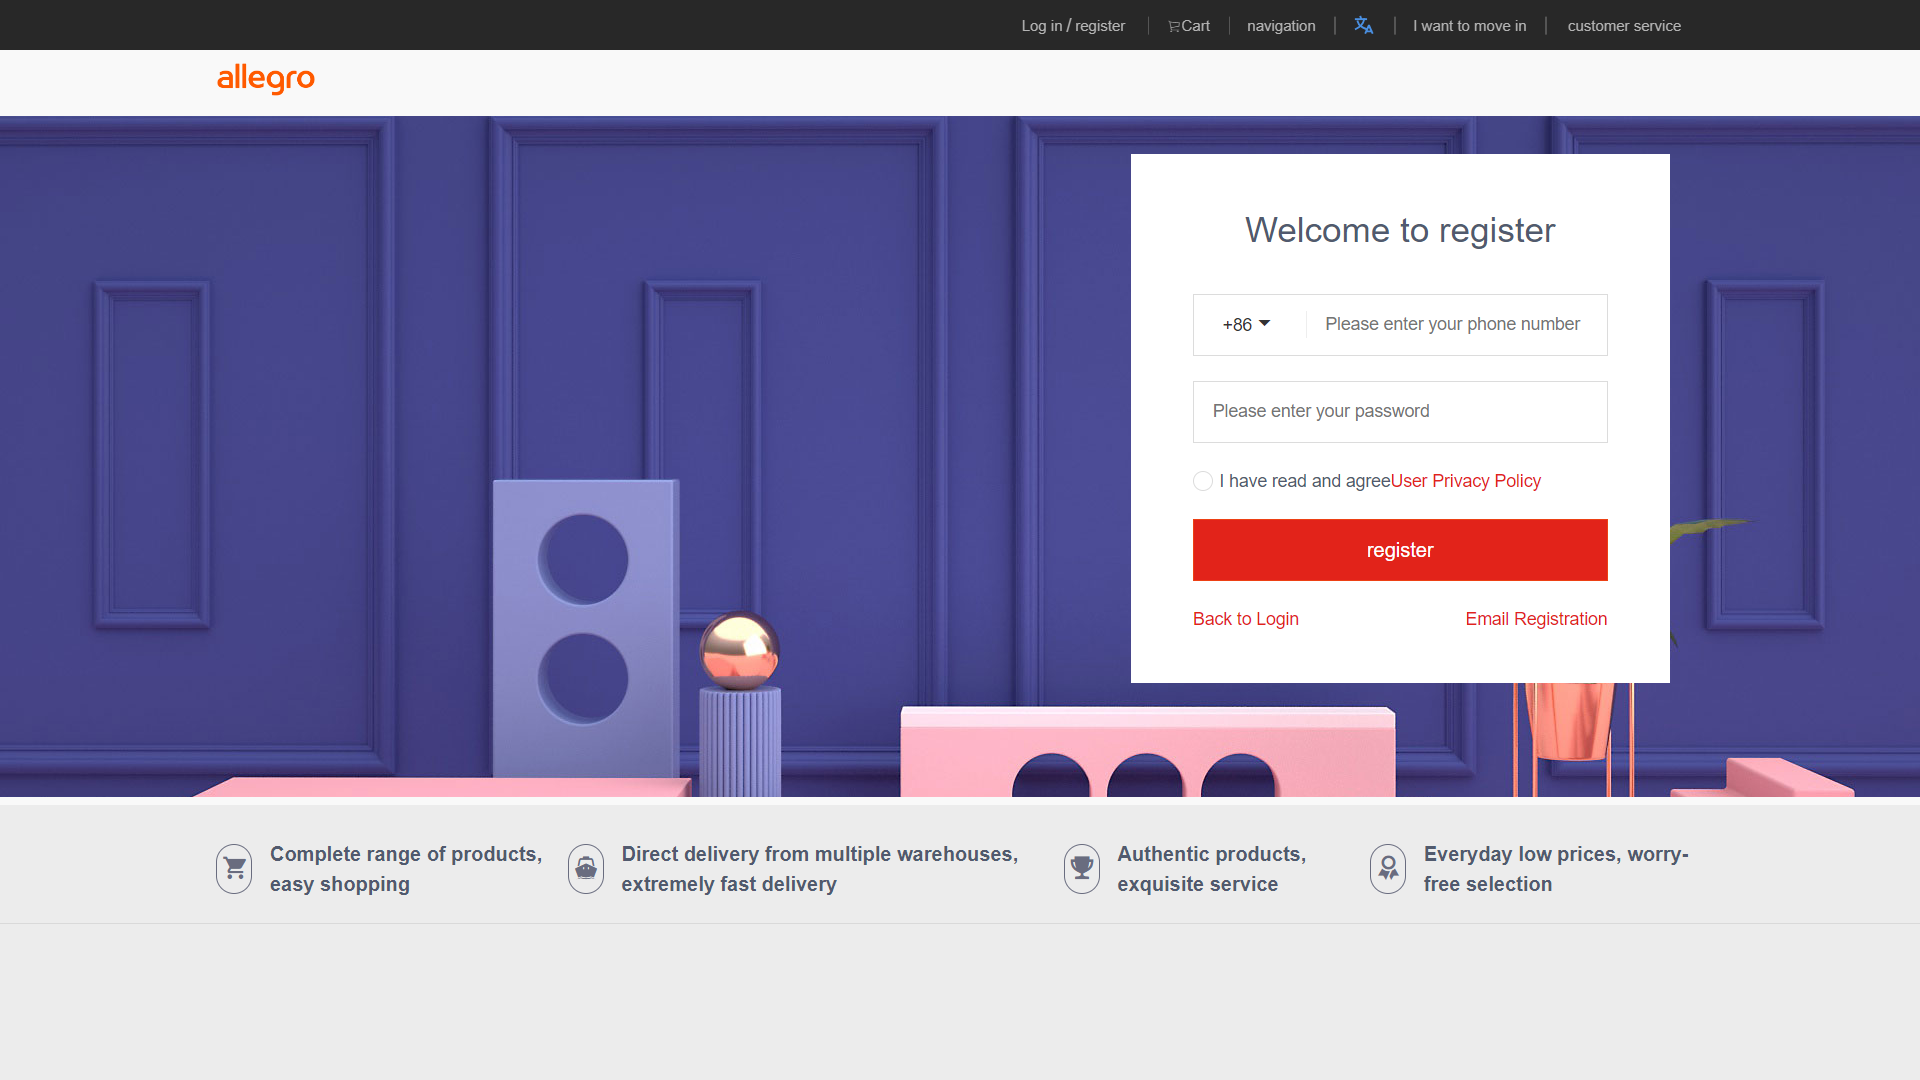 Log in / register
Cart
navigation
I want to move in
customer service
allegro
Welcome to register
+86
Please enter your phone number
Please enter your password
I have read and agreeUser Privacy Policy
register
Back to Login
Email Registration
Complete range of products,
easy shopping
Direct delivery from multiple warehouses,
extremely fast delivery
Authentic products,
exquisite service
Everyday low prices, worry-
free selection